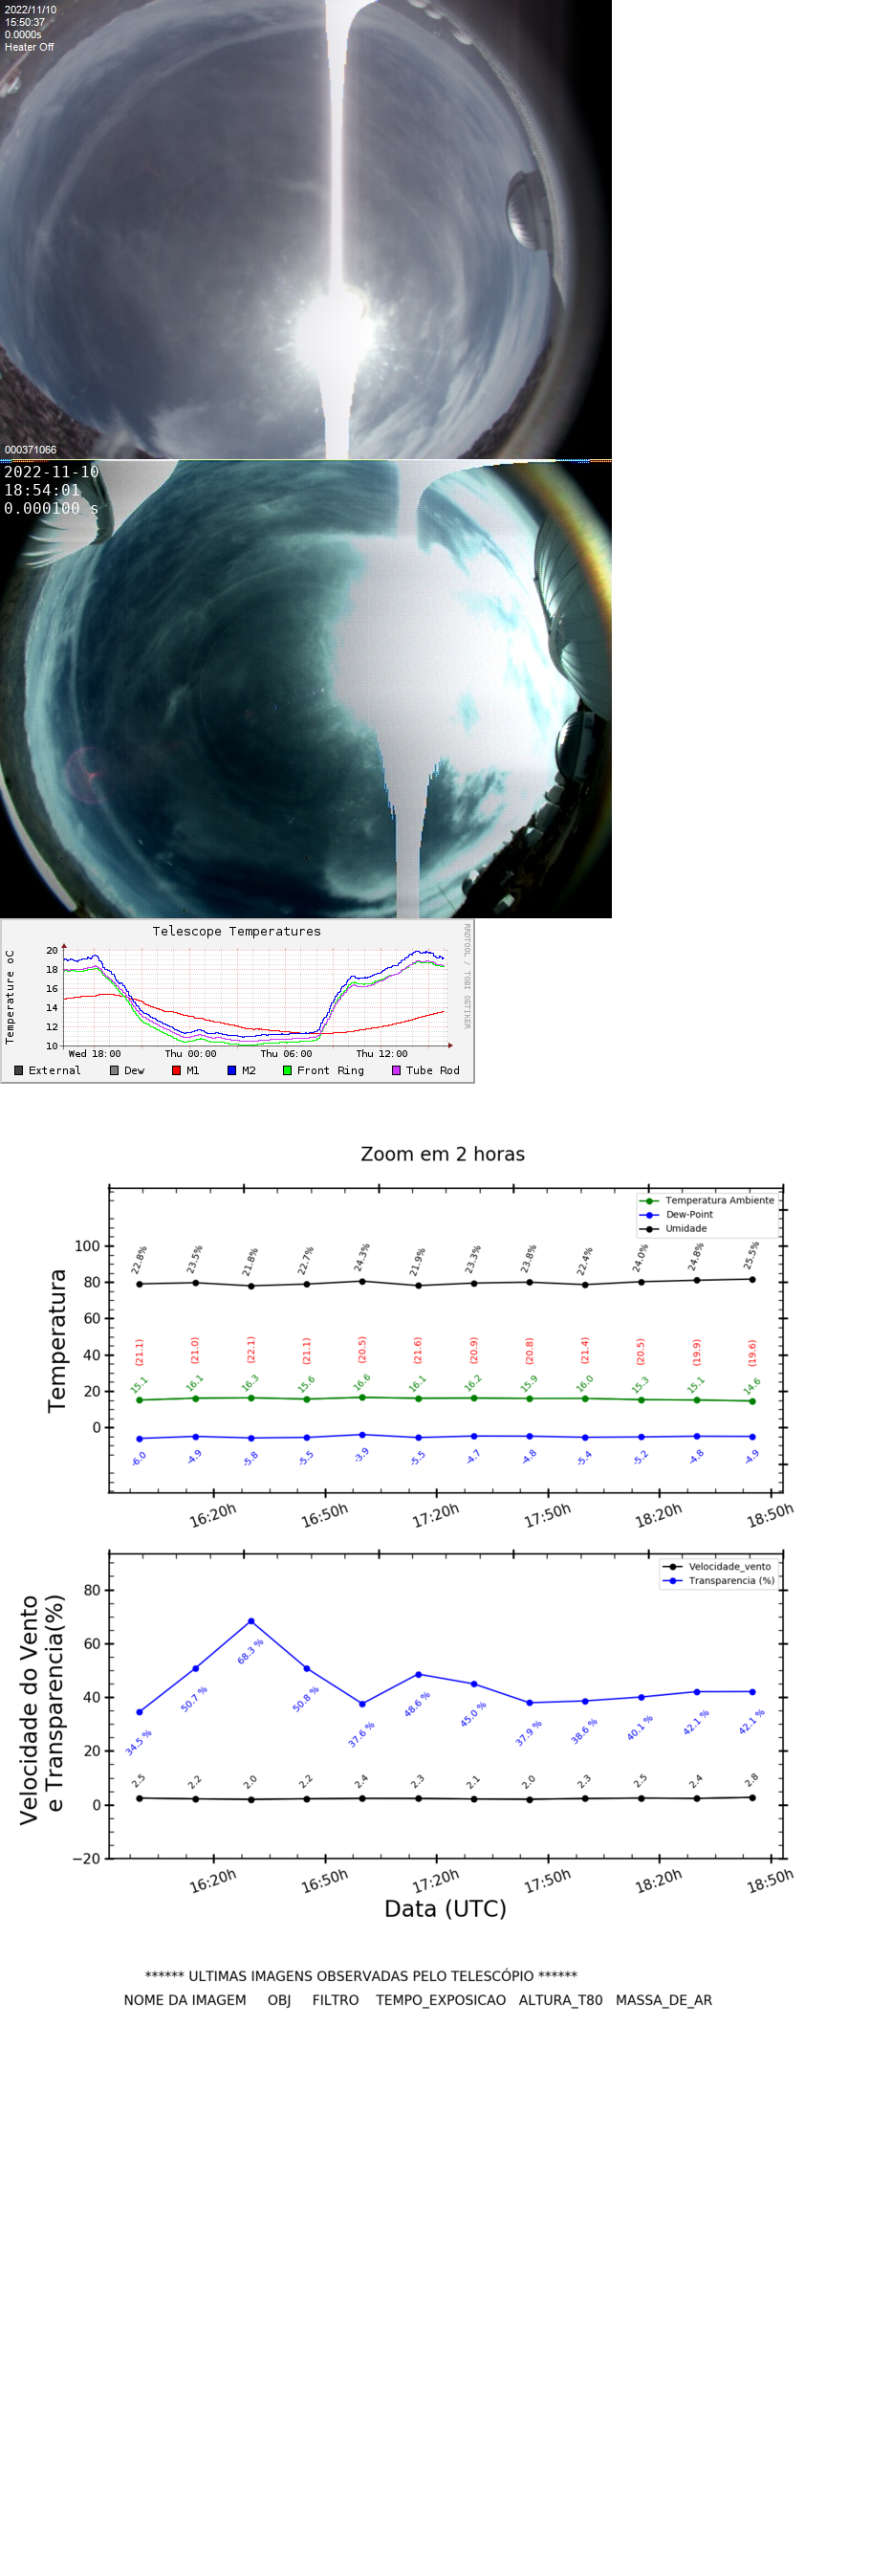 2022/11/10
15:50:37
0.0000s
Heater Off
000371066
2022-11-10
18:54:01
0.000100 s
Telescope Temperatures
RRDTOOL / TOBI OETIKER
Temperature oC
20
18
16
14
12
10
Wed 18:00 Thu 00:00 Thu 06:00 Thu 12:00
External Dew M1 M2 Front Ring Tube Rod
Zoom em 2 horas
Temperatura Ambiente
Dew-Point
Umidade
Temperatura
100
80
60
40
20
0
22.8% 23.5% 21.8% 22.7% 24.3% 21.9% 23.3% 23.8% 22.4% 24.0% 24.8% 25.5%
(21.1) (21.0) (22.1) (21.1) (20.5) (21.6) (20.9) (20.8) (21.4) (20.5) (19.9) (19.6)
15.1 16.1 16.3 15.6 16.6 16.1 16.2 15.9 16.0 15.3 15.1 14.6
-6.0 -4.9 -5.8 -5.5 -3.9 -5.5 -4.7 -4.8 -5.4 -5.2 -4.8 -4.9
16:20h 16:50h 17:20h 17:50h 18:20h 18:50h
Velocidade_vento
Transparencia (%)
Velocidade do Vento
e Transparencia(%)
80
60
40
20
0
−20
34.5 % 50.7 % 68.3 % 50.8 % 37.6 % 48.6 % 45.0 % 37.9 % 38.6 % 40.1 % 42.1 % 42.1 %
2.5 2.2 2.0 2.2 2.4 2.3 2.1 2.0 2.3 2.5 2.4 2.8
16:20h 16:50h 17:20h 17:50h 18:20h 18:50h
Data (UTC)
****** ULTIMAS IMAGENS OBSERVADAS PELO TELESCÓPIO ******
NOME DA IMAGEM OBJ FILTRO TEMPO_EXPOSICAO ALTURA_T80 MASSA_DE_AR